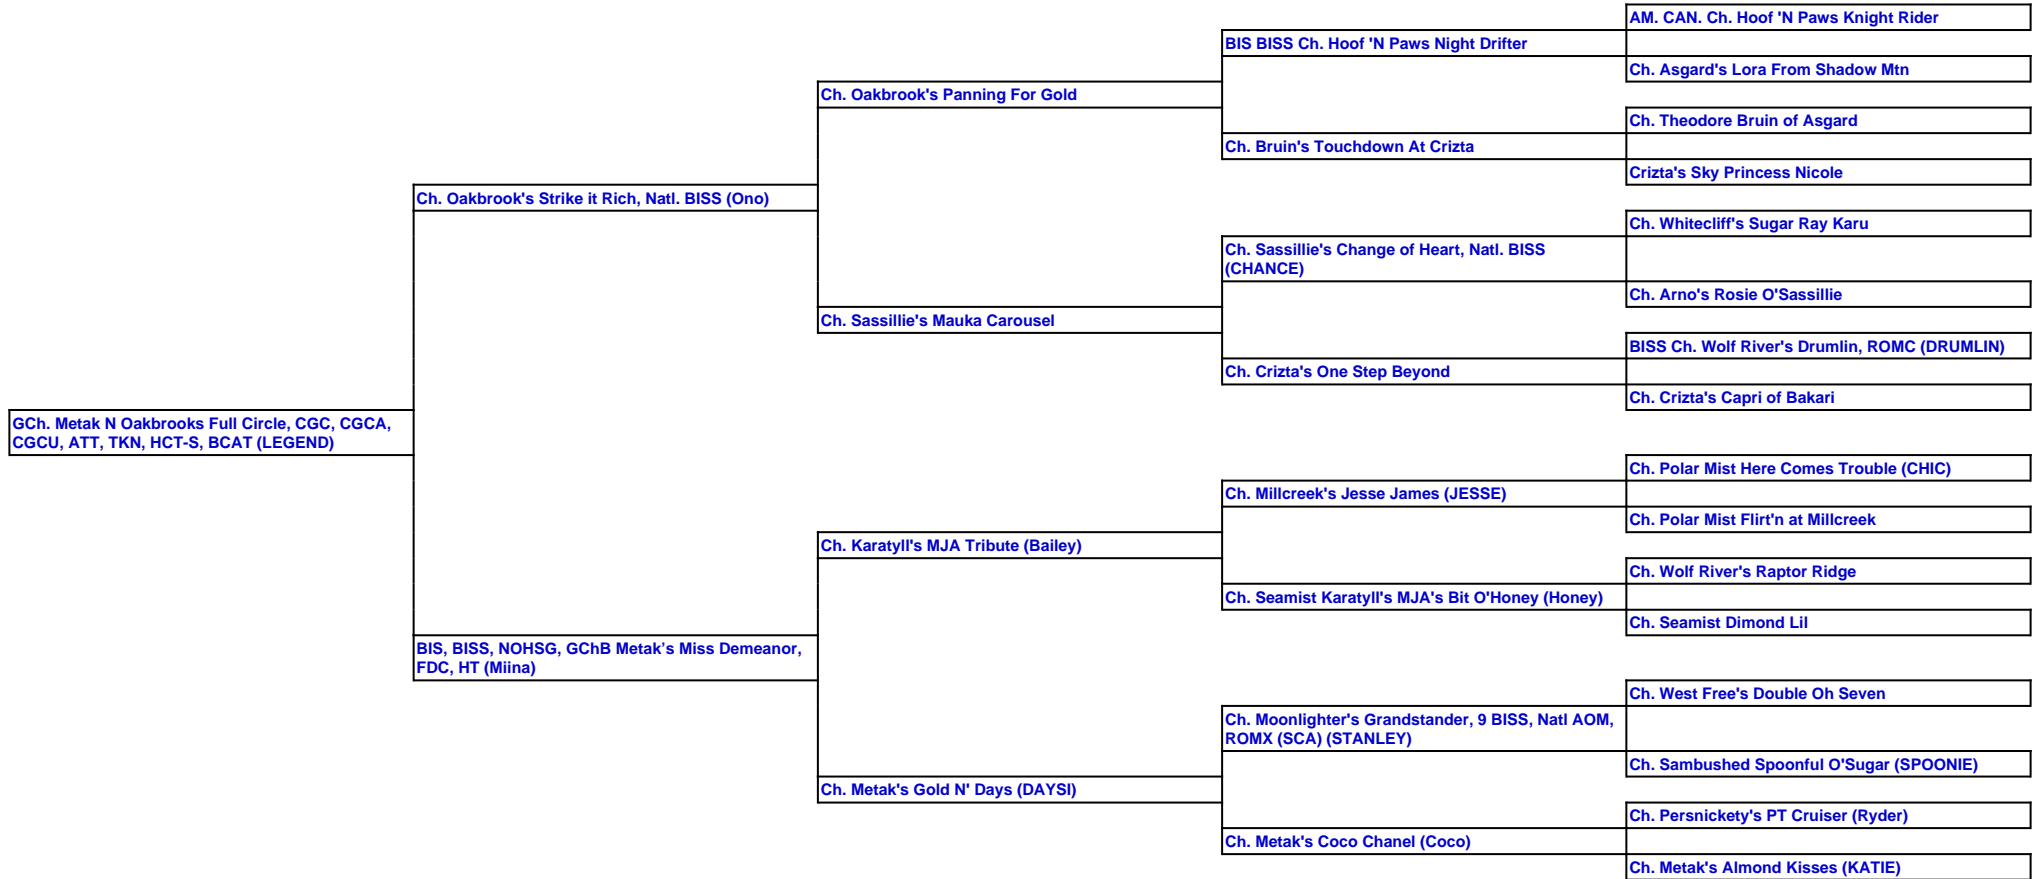 AM. CAN. Ch. Hoof 'N Paws Knight Rider
BIS BISS Ch. Hoof 'N Paws Night Drifter
Ch. Asgard's Lora From Shadow Mtn
Ch. Oakbrook's Panning For Gold
Ch. Theodore Bruin of Asgard
Ch. Bruin's Touchdown At Crizta
Crizta's Sky Princess Nicole
Ch. Oakbrook's Strike it Rich, Natl. BISS (Ono)
Ch. Whitecliff's Sugar Ray Karu
Ch. Sassillie's Change of Heart, Natl. BISS
(CHANCE)
Ch. Arno's Rosie O'Sassillie
Ch. Sassillie's Mauka Carousel
BISS Ch. Wolf River's Drumlin, ROMC (DRUMLIN)
Ch. Crizta's One Step Beyond
Ch. Crizta's Capri of Bakari
GCh. Metak N Oakbrooks Full Circle, CGC, CGCA,
CGCU, ATT, TKN, HCT-S, BCAT (LEGEND)
Ch. Polar Mist Here Comes Trouble (CHIC)
Ch. Millcreek's Jesse James (JESSE)
Ch. Polar Mist Flirt'n at Millcreek
Ch. Karatyll's MJA Tribute (Bailey)
Ch. Wolf River's Raptor Ridge
Ch. Seamist Karatyll's MJA's Bit O'Honey (Honey)
Ch. Seamist Dimond Lil
BIS, BISS, NOHSG, GChB Metak’s Miss Demeanor,
FDC, HT (Miina)
Ch. West Free's Double Oh Seven
Ch. Moonlighter's Grandstander, 9 BISS, Natl AOM,
ROMX (SCA) (STANLEY)
Ch. Sambushed Spoonful O'Sugar (SPOONIE)
Ch. Metak's Gold N' Days (DAYSI)
Ch. Persnickety's PT Cruiser (Ryder)
Ch. Metak's Coco Chanel (Coco)
Ch. Metak's Almond Kisses (KATIE)